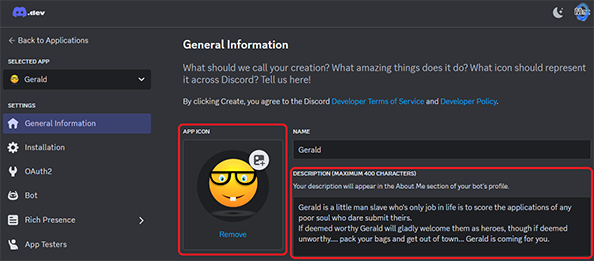 .dev
← Back to Applications
SELECTED APP
Gerald
SETTINGS
General Information
Installation
OAuth2
Bot
Rich Presence
App Testers
General Information
What should we call your creation? What amazing things does it do? What icon should represent
it across Discord? Tell us here!
By clicking Create, you agree to the Discord Developer Terms of Service and Developer Policy.
APP ICON
Remove
NAME
Gerald
DESCRIPTION (MAXIMUM 400 CHARACTERS)
Your description will appear in the About Me section of your bot's profile.
Gerald is a little man slave who's only job in life is to score the applications of any
poor soul who dare submit theirs.
If deemed worthy Gerald will gladly welcome them as heroes, though if deemed
unworthy.... pack your bags and get out of town... Gerald is coming for you.